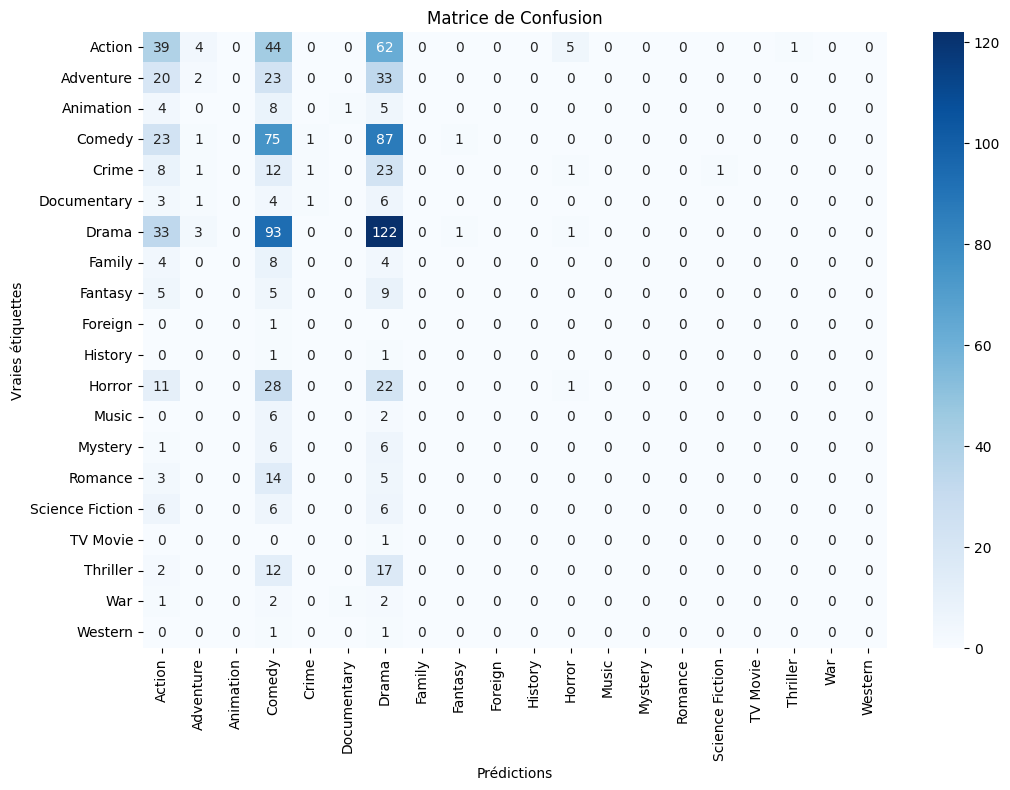 Matrice de Confusion
Vraies étiquettes
Action 39 4 0 44 0 0 62 0 0 0 0 5 0 0 0 0 0 1 0 0
Adventure 20 2 0 23 0 0 33 0 0 0 0 0 0 0 0 0 0 0 0 0
Animation 4 0 0 8 0 1 5 0 0 0 0 0 0 0 0 0 0 0 0 0
Comedy 23 1 0 75 1 0 87 0 1 0 0 0 0 0 0 0 0 0 0 0
Crime 8 1 0 12 1 0 23 0 0 0 0 1 0 0 0 1 0 0 0 0
Documentary 3 1 0 4 1 0 6 0 0 0 0 0 0 0 0 0 0 0 0 0
Drama 33 3 0 93 0 0 122 0 1 0 0 1 0 0 0 0 0 0 0 0
Family 4 0 0 8 0 0 4 0 0 0 0 0 0 0 0 0 0 0 0 0
Fantasy 5 0 0 5 0 0 9 0 0 0 0 0 0 0 0 0 0 0 0 0
Foreign 0 0 0 1 0 0 0 0 0 0 0 0 0 0 0 0 0 0 0 0
History 0 0 0 1 0 0 1 0 0 0 0 0 0 0 0 0 0 0 0 0
Horror 11 0 0 28 0 0 22 0 0 0 0 1 0 0 0 0 0 0 0 0
Music 0 0 0 6 0 0 2 0 0 0 0 0 0 0 0 0 0 0 0 0
Mystery 1 0 0 6 0 0 6 0 0 0 0 0 0 0 0 0 0 0 0 0
Romance 3 0 0 14 0 0 5 0 0 0 0 0 0 0 0 0 0 0 0 0
Science Fiction 6 0 0 6 0 0 6 0 0 0 0 0 0 0 0 0 0 0 0 0
TV Movie 0 0 0 0 0 0 1 0 0 0 0 0 0 0 0 0 0 0 0 0
Thriller 2 0 0 12 0 0 17 0 0 0 0 0 0 0 0 0 0 0 0 0
War 1 0 0 2 0 1 2 0 0 0 0 0 0 0 0 0 0 0 0 0
Western 0 0 0 1 0 0 1 0 0 0 0 0 0 0 0 0 0 0 0 0
Action
Adventure
Animation
Comedy
Crime
Documentary
Drama
Family
Fantasy
Foreign
History
Horror
Music
Mystery
Romance
Science Fiction
TV Movie
Thriller
War
Western
Prédictions
120
100
80
60
40
20
0